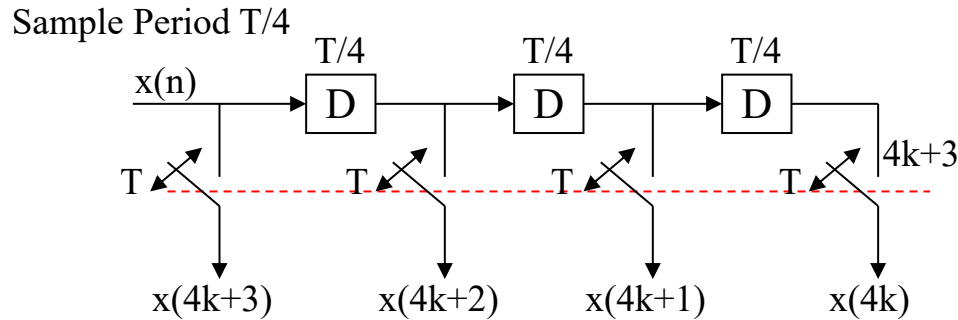 Sample Period T/4
T/4 T/4 T/4
x(n) D D D
4k+3
T T T T
x(4k+3) x(4k+2) x(4k+1) x(4k)